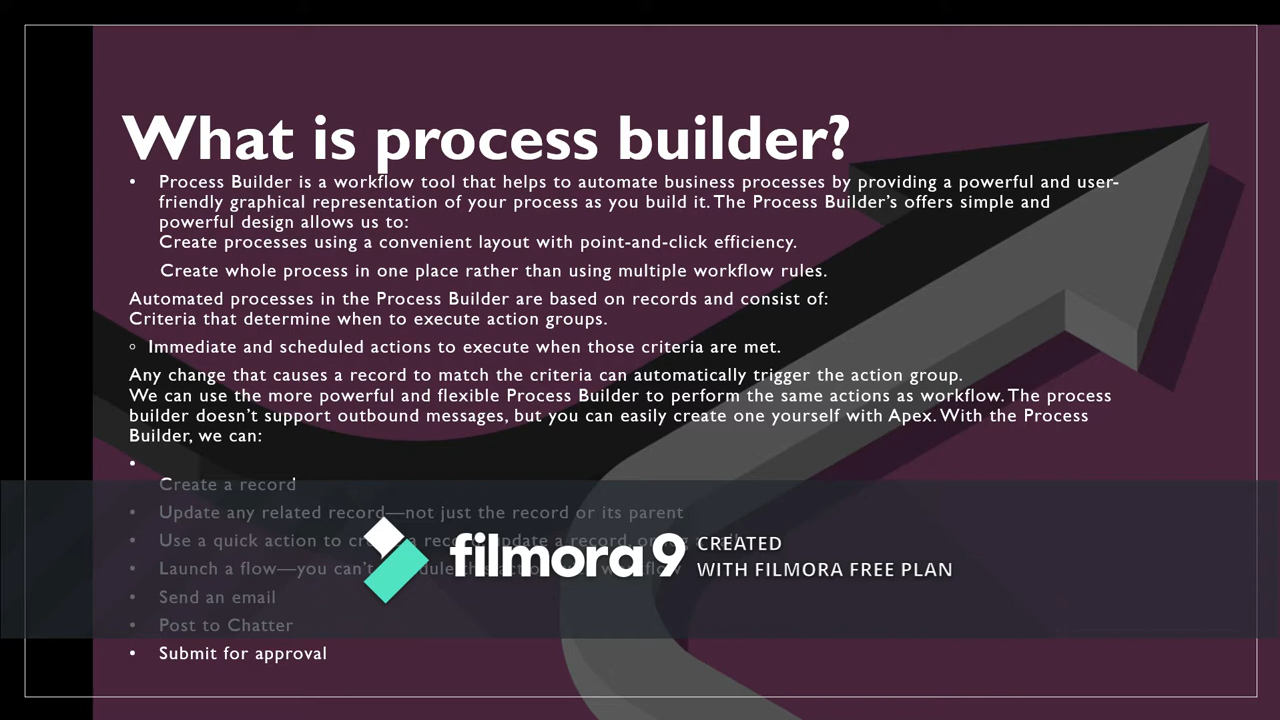 What is process builder?
• Process Builder is a workflow tool that helps to automate business processes by providing a powerful and user-
friendly graphical representation of your process as you build it. The Process Builder’s offers simple and
powerful design allows us to:
Create processes using a convenient layout with point-and-click efficiency.
Create whole process in one place rather than using multiple workflow rules.
Automated processes in the Process Builder are based on records and consist of:
Criteria that determine when to execute action groups.
○ Immediate and scheduled actions to execute when those criteria are met.
Any change that causes a record to match the criteria can automatically trigger the action group.
We can use the more powerful and flexible Process Builder to perform the same actions as workflow. The process
builder doesn’t support outbound messages, but you can easily create one yourself with Apex. With the Process
Builder, we can:
•
Create a record
• Update any related record—not just the record or its parent
• Use a quick action to a record, update a record, or
• Launch a flow—you can’t
• Send an email
• Post to Chatter
• Submit for approval
filmora9 CREATED
WITH FILMORA FREE PLAN